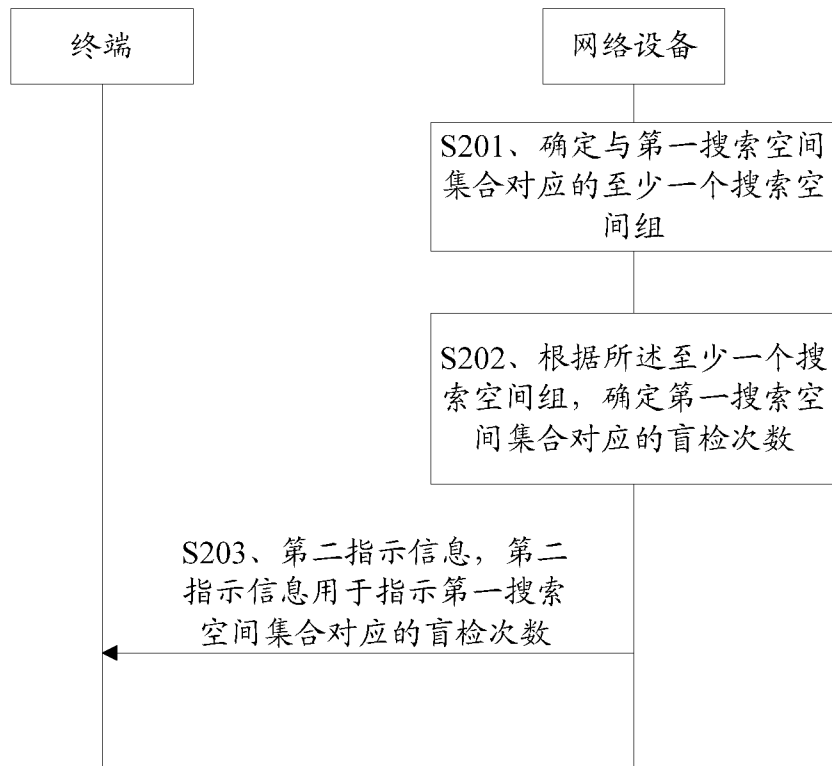 终端
网络设备
S201、确定与第一搜索空间
集合对应的至少一个搜索空
间组
S202、根据所述至少一个搜
索空间组，确定第一搜索空
间集合对应的盲检次数
S203、第二指示信息，第二
指示信息用于指示第一搜索
空间集合对应的盲检次数